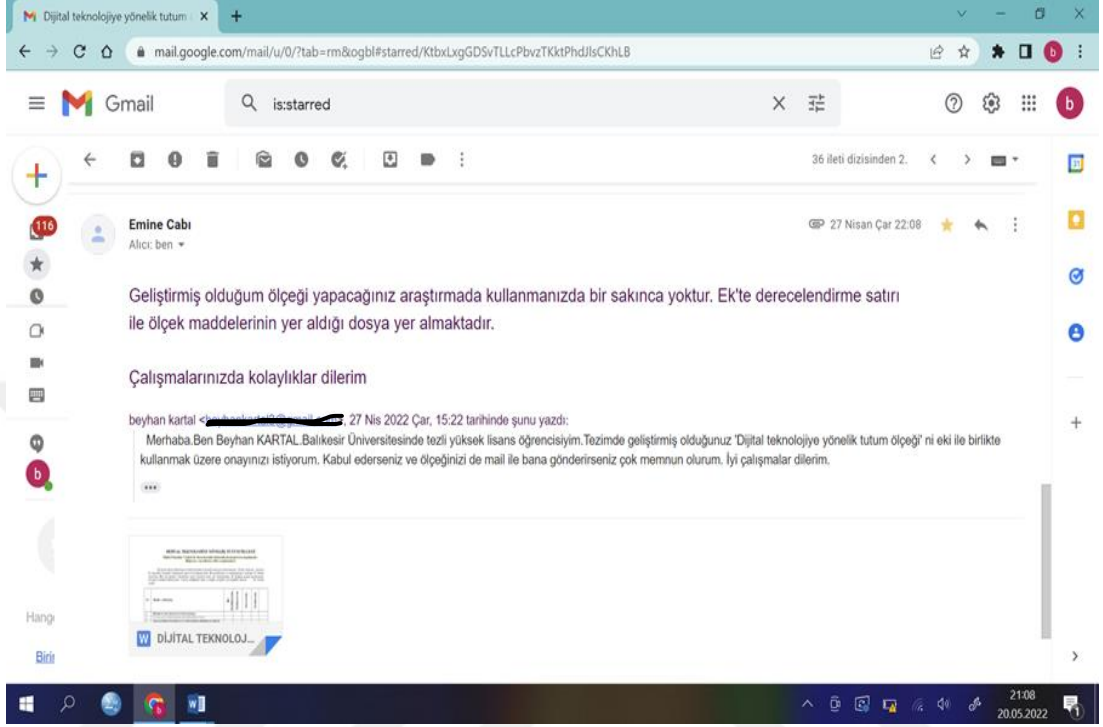 Dijital teknolojiye yönelik tutum
mail.google.com/mail/u/0/?tab=rm&ogbl#starred/KtbxLxgGDSvTLLcPbvzTKktPhdJlsCKhLB
b
Gmail
is:starred
b
36 ileti dizisinden 2.
116
Emine Cabı
27 Nisan Çar 22:08
Alıcı: ben
Geliştirmiş olduğum ölçeği yapacağınız araştırmada kullanmanızda bir sakınca yoktur. Ek'te derecelendirme satırı
ile ölçek maddelerinin yer aldığı dosya yer almaktadır.
Çalışmalarınızda kolaylıklar dilerim
beyhan kartal <, 27 Nis 2022 Çar, 15:22 tarihinde şunu yazdı:
Merhaba.Ben Beyhan KARTAL.Balıkesir Üniversitesinde tezli yüksek lisans öğrencisiyim.Tezimde geliştirmiş olduğunuz 'Dijital teknolojiye yönelik tutum ölçeği' ni eki ile birlikte
kullanmak üzere onayınızı istiyorum. Kabul ederseniz ve ölçeğinizi de mail ile bana gönderirseniz çok memnun olurum. İyi çalışmalar dilerim.
b
W DİJİTAL TEKNOLOJ...
Hang
Biri
21:08
20.05.2022